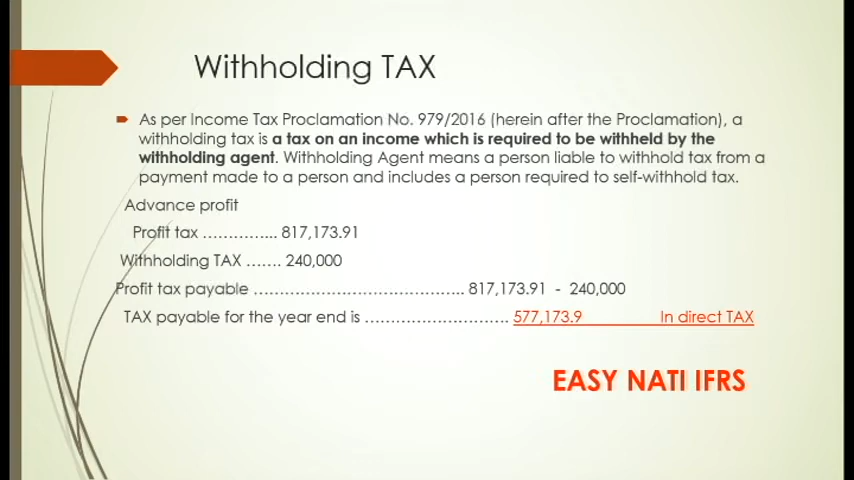 Withholding TAX
As per Income Tax Proclamation No. 979/2016 (herein after the Proclamation), a
withholding tax is a tax on an income which is required to be withheld by the
withholding agent. Withholding Agent means a person liable to withhold tax from a
payment made to a person and includes a person required to self-withhold tax.
Advance profit
Profit tax ………….. 817,173.91
Withholding TAX ……. 240,000
Profit tax payable ………………………………….. 817,173.91 - 240,000
TAX payable for the year end is ………………………. 577,173.9 In direct TAX
EASY NATI IFRS